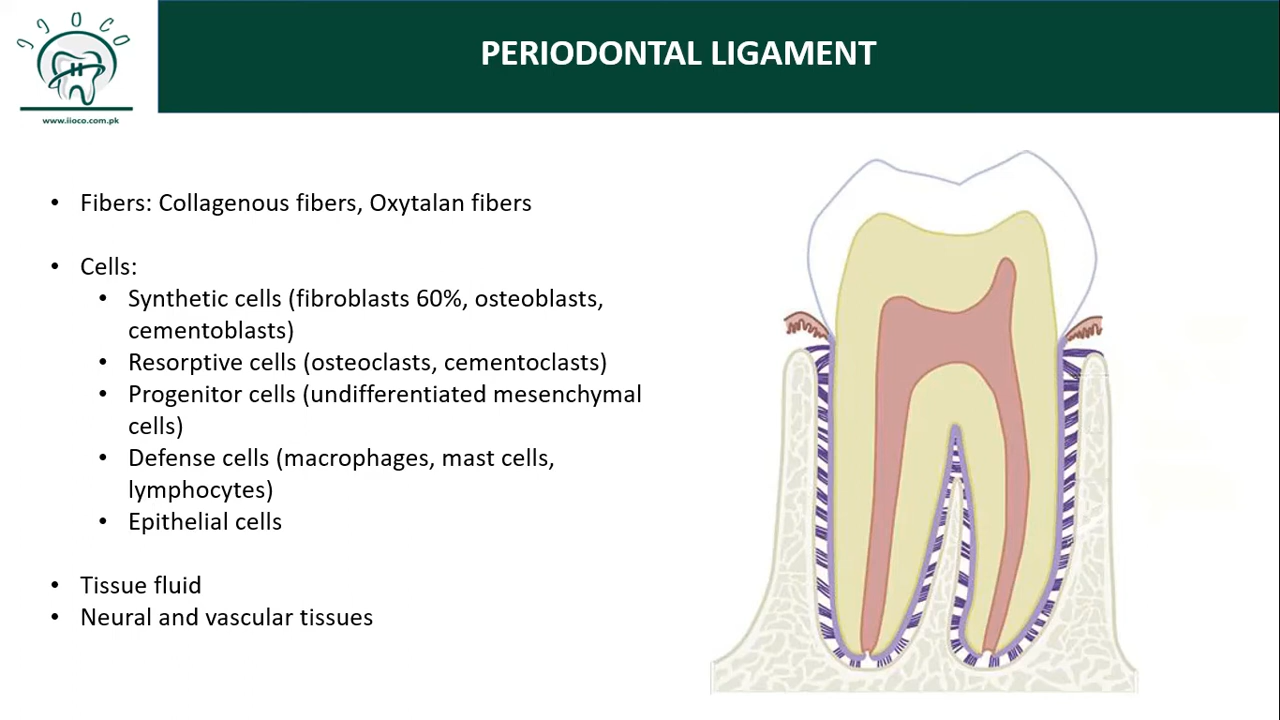 IJOCO
www.iioco.com.pk
PERIODONTAL LIGAMENT
• Fibers: Collagenous fibers, Oxytalan fibers
• Cells:
• Synthetic cells (fibroblasts 60%, osteoblasts,
cementoblasts)
• Resorptive cells (osteoclasts, cementoclasts)
• Progenitor cells (undifferentiated mesenchymal
cells)
• Defense cells (macrophages, mast cells,
lymphocytes)
• Epithelial cells
• Tissue fluid
• Neural and vascular tissues